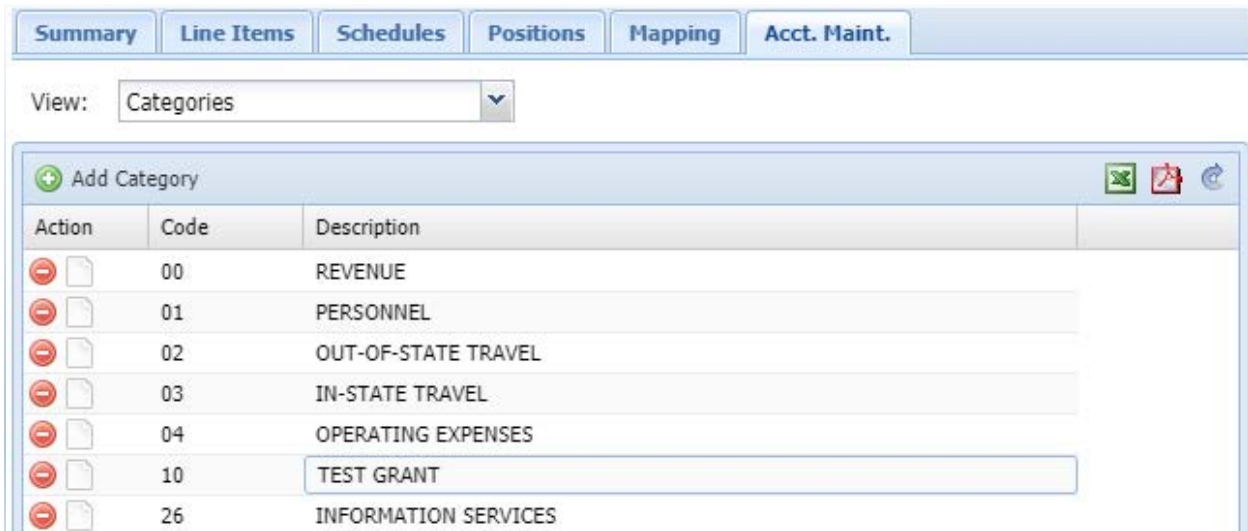 Summary Line Items Schedules Positions Mapping Acct. Maint.
View: Categories
Add Category
Action Code Description
00 REVENUE
01 PERSONNEL
02 OUT-OF-STATE TRAVEL
03 IN-STATE TRAVEL
04 OPERATING EXPENSES
10 TEST GRANT
26 INFORMATION SERVICES